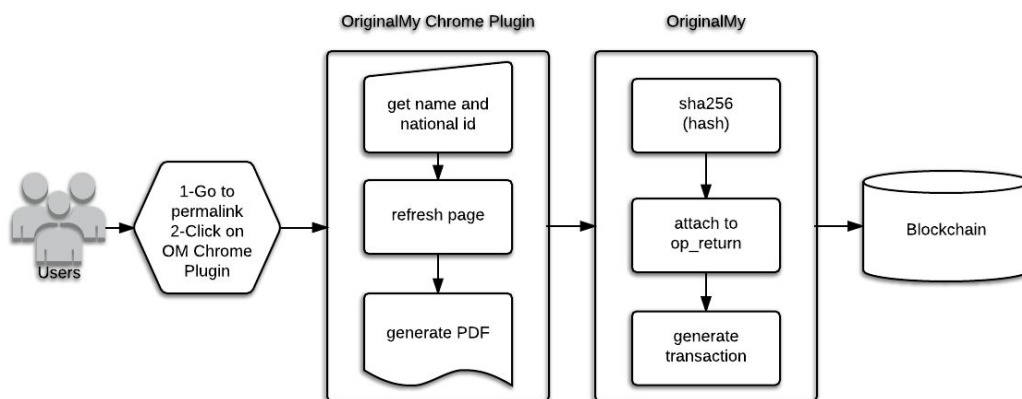 OriginalMy Chrome Plugin
OriginalMy
Users
1-Go to
permalink
2-Click on
OM Chrome
Plugin
get name and
national id
refresh page
generate PDF
sha256
(hash)
attach to
op_return
generate
transaction
Blockchain